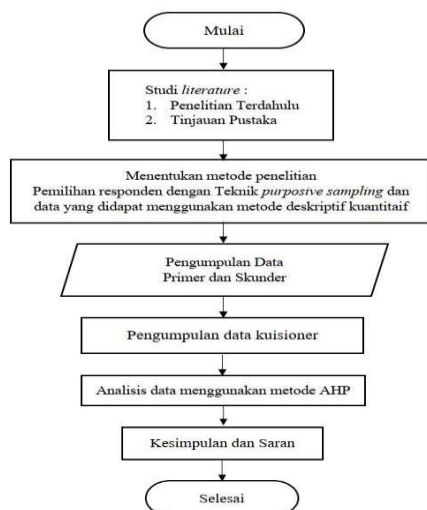 Mulai
Studi literature :
1. Penelitian Terdahulu
2. Tinjauan Pustaka
Menentukan metode penelitian
Pemilihan responden dengan Teknik purposive sampling dan
data yang didapat menggunakan metode deskriptif kuantitaif
Pengumpulan Data
Primer dan Skunder
Pengumpulan data kuisioner
Analisis data menggunakan metode AHP
Kesimpulan dan Saran
Selesai